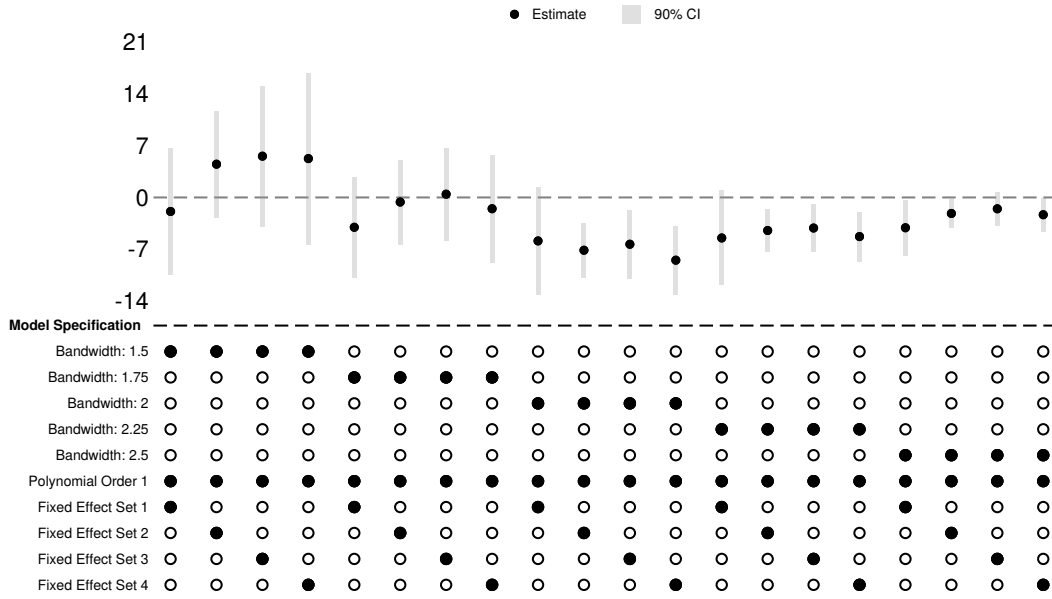 Estimate 90% CI
21
14
7
0
-7
-14
Model Specification
Bandwidth: 1.5
Bandwidth: 1.75
Bandwidth: 2
Bandwidth: 2.25
Bandwidth: 2.5
Polynomial Order 1
Fixed Effect Set 1
Fixed Effect Set 2
Fixed Effect Set 3
Fixed Effect Set 4